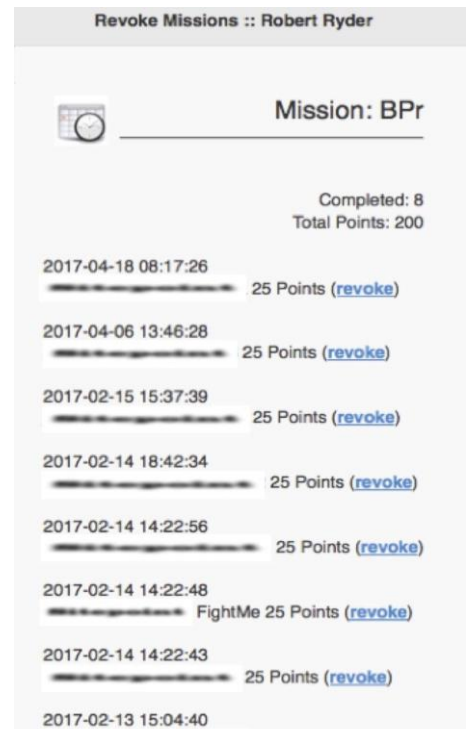 Revoke Missions :: Robert Ryder
Mission: BPr
Completed: 8
Total Points: 200
2017-04-18 08:17:26
25 Points (revoke)
2017-04-06 13:46:28
25 Points (revoke)
2017-02-15 15:37:39
25 Points (revoke)
2017-02-14 18:42:34
25 Points (revoke)
2017-02-14 14:22:56
25 Points (revoke)
2017-02-14 14:22:48
FightMe 25 Points (revoke)
2017-02-14 14:22:43
25 Points (revoke)
2017-02-13 15:04:40